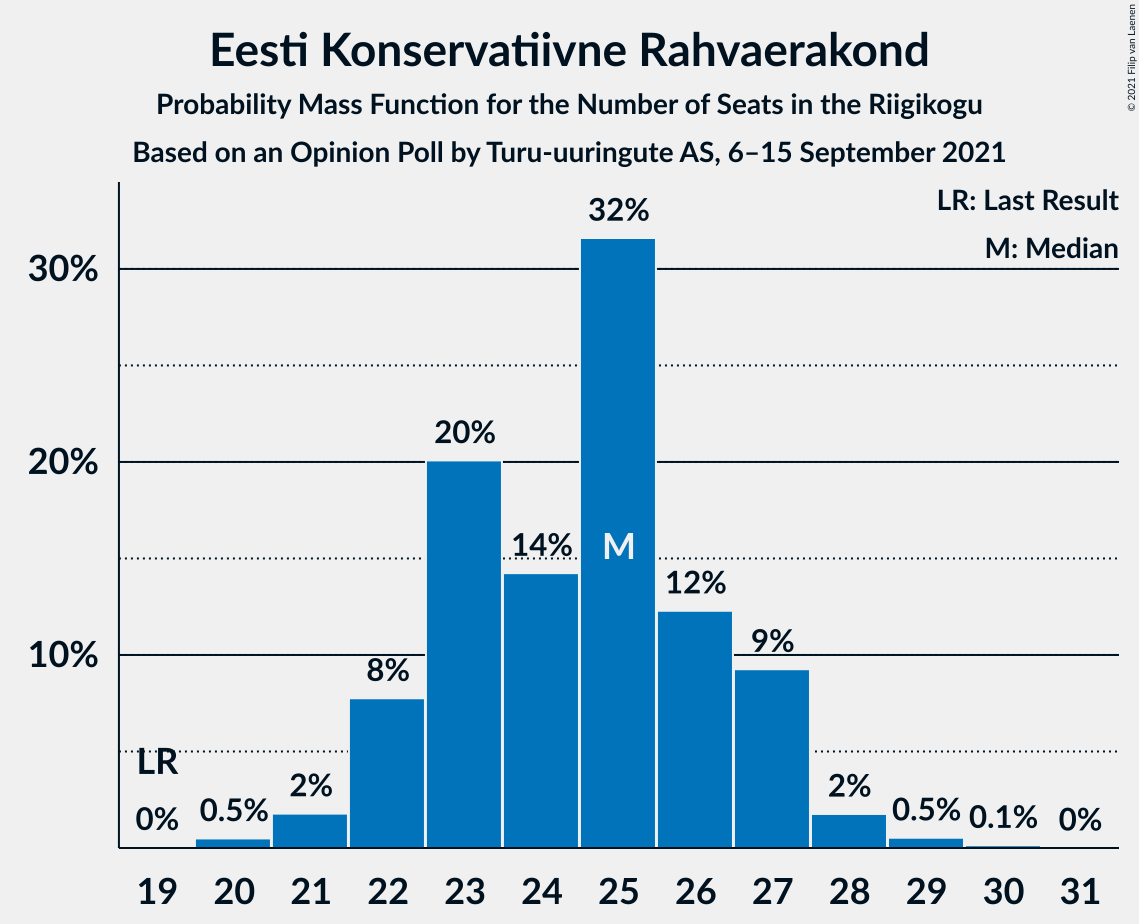 Eesti Konservatiivne Rahvaerakond
Probability Mass Function for the Number of Seats in the Riigikogu
Based on an Opinion Poll by Turu-uuringute AS, 6–15 September 2021
© 2021 Filip van Laenen
LR: Last Result
M: Median
32%
30%
20%
20%
14%
M
12%
9%
10%
8%
LR
2%
2%
0%
0.5%
0.5%
0.1%
0%
19 20 21 22 23 24 25 26 27 28 29 30 31